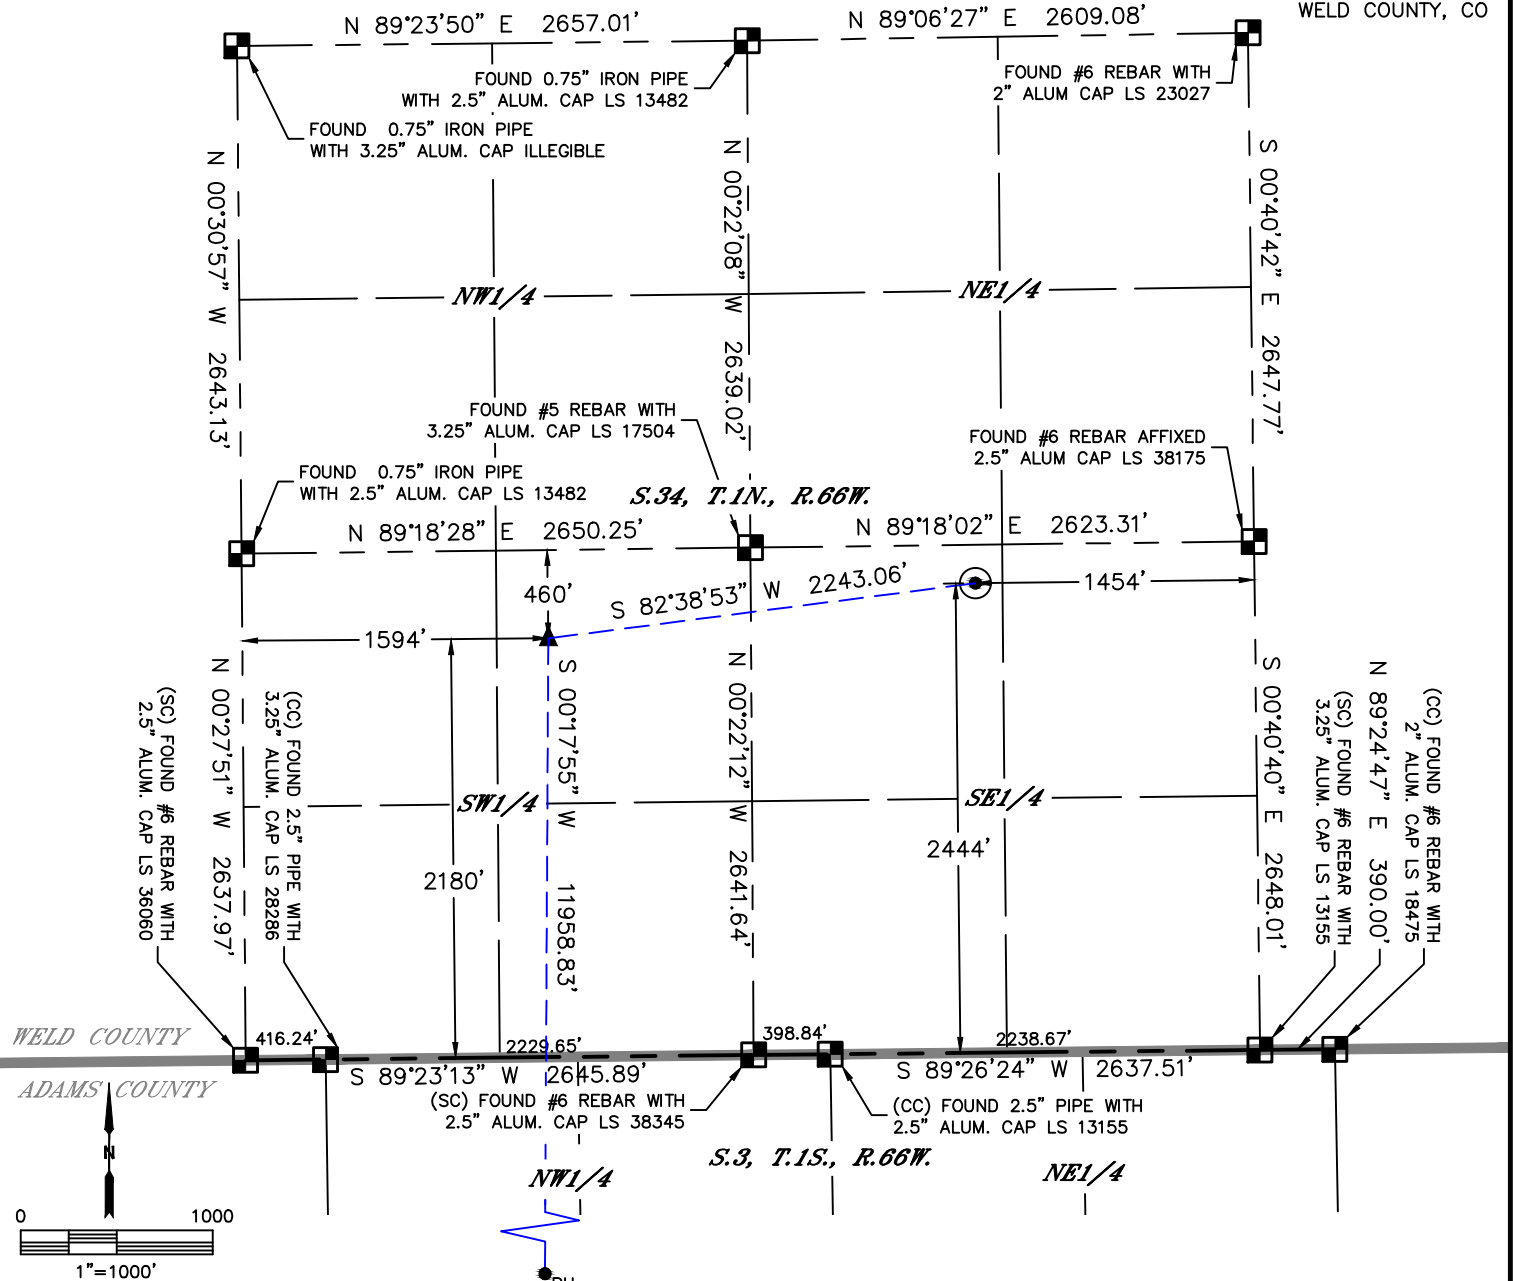 WELD COUNTY, CO
N 89°23'50" E 2657.01'
N 89°06'27" E 2609.08'
FOUND 0.75" IRON PIPE
WITH 2.5" ALUM. CAP LS 13482
FOUND #6 REBAR WITH
2" ALUM CAP LS 23027
FOUND 0.75" IRON PIPE
WITH 3.25" ALUM. CAP ILLEGIBLE
N 00°30'57" W 2643.13'
N 00°22'08" W 2639.02'
S 00°40'42" E 2647.77'
NW1/4
NE1/4
FOUND #5 REBAR WITH
3.25" ALUM. CAP LS 17504
FOUND #6 REBAR AFFIXED
2.5" ALUM CAP LS 38175
FOUND 0.75" IRON PIPE
WITH 2.5" ALUM. CAP LS 13482
S.34, T.1N., R.66W.
N 89°18'28" E 2650.25'
N 89°18'02" E 2623.31'
460'
S 82°38'53" W 2243.06'
1454'
1594'
(SC) FOUND #6 REBAR WITH
2.5" ALUM. CAP LS 36060
N 00°27'51" W 2637.97'
(CC) FOUND 2.5" PIPE WITH
3.25" ALUM. CAP LS 28286
S 00°17'55" W 11958.83'
N 00°22'12" W 2641.64'
S 00°40'40" E 2648.01'
(SC) FOUND #6 REBAR WITH
3.25" ALUM. CAP LS 13155
N 89°24'47" E 390.00'
(CC) FOUND #6 REBAR WITH
2" ALUM. CAP LS 18475
SW1/4
SE1/4
2180'
2444'
WELD COUNTY
416.24'
2229.65'
398.84'
2238.67'
ADAMS COUNTY
S 89°23'13" W 2645.89'
S 89°26'24" W 2637.51'
(SC) FOUND #6 REBAR WITH
2.5" ALUM. CAP LS 38345
(CC) FOUND 2.5" PIPE WITH
2.5" ALUM. CAP LS 13155
N
S.3, T.1S., R.66W.
NW1/4
NE1/4
0 1000
1"=1000'